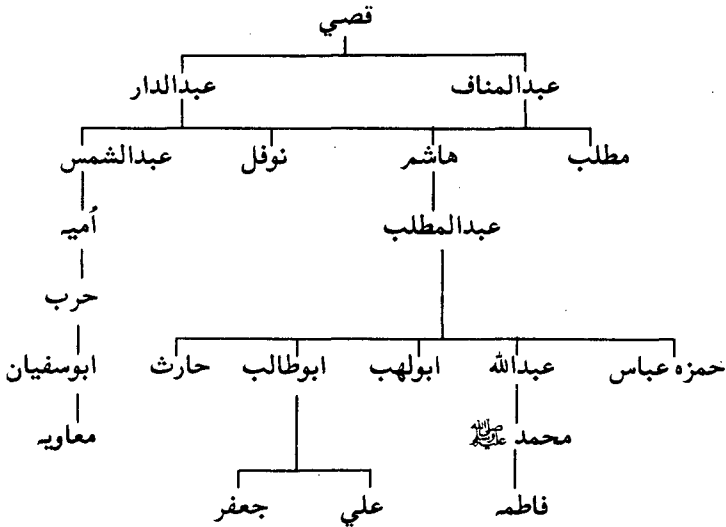 قصي
عبدالمناف عبدالدار
مطلب هاشم نوفل عبدالشمس
عبدالمطلب اُميه
حرب
حمزه عباس عبدالله ابولهب ابوطالب حارث ابوسفيان
محمد ﷺ معاويه
فاطمه علي جعفر